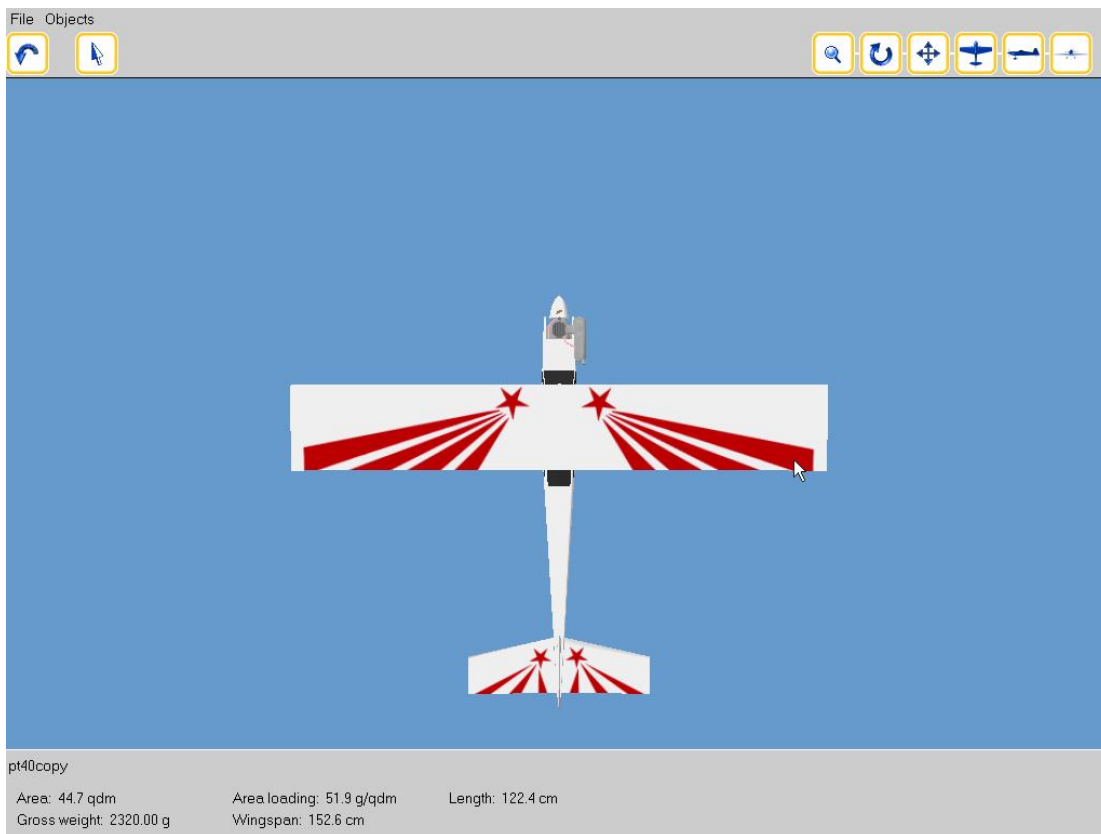 File Objects
pt40copy
Area: 44.7 qdm Area loading: 51.9 g/qdm Length: 122.4 cm
Gross weight: 2320.00 g Wingspan: 152.6 cm